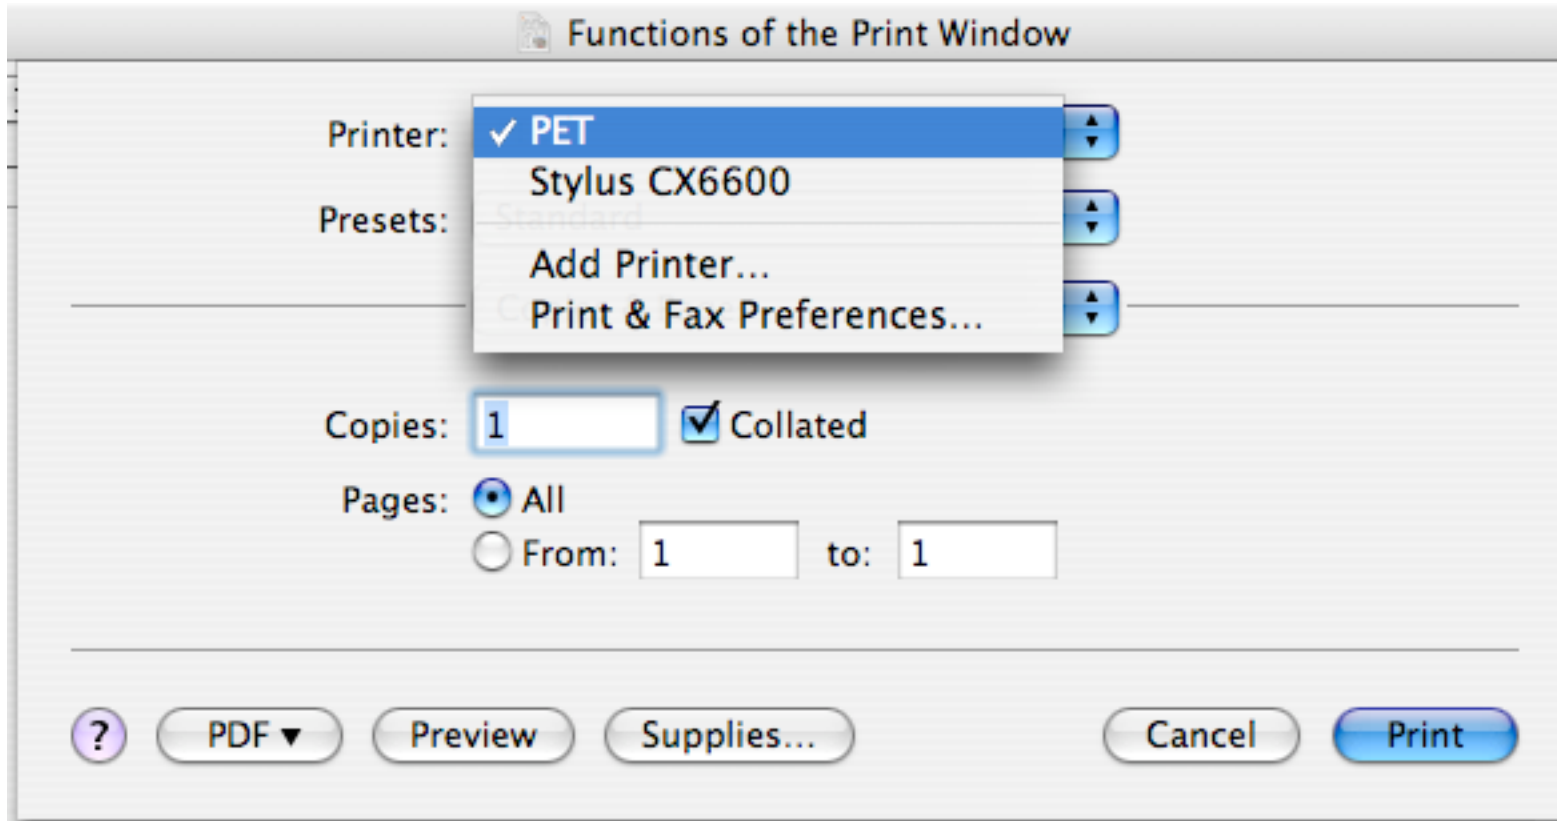 Functions of the Print Window
Printer: ✓ PET
Stylus CX6600
Presets: Standard
Add Printer...
Print & Fax Preferences...
Copies: 1 Collated
Pages: All
From: 1 to: 1
? PDF▼ Preview Supplies... Cancel Print